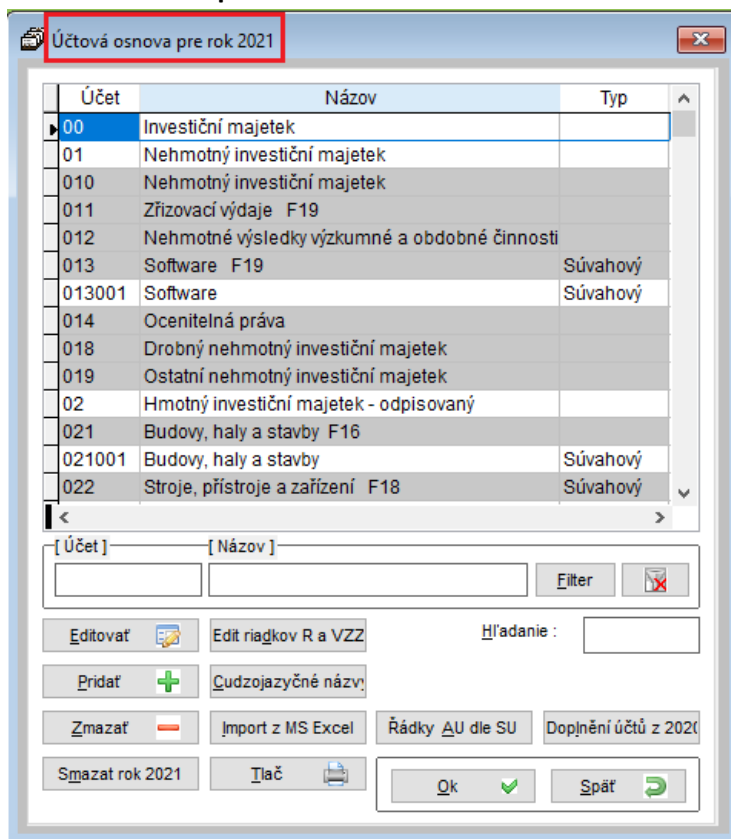 Účtová osnova pre rok 2021
Účet Názov Typ
00 Investiční majetek
01 Nehmotný investiční majetek
010 Nehmotný investiční majetek
011 Zřizovací výdaje F19
012 Nehmotné výsledky výzkumné a obdobné činnosti
013 Software F19 Súvahový
013001 Software Súvahový
014 Ocenitelná práva
018 Drobný nehmotný investiční majetek
019 Ostatní nehmotný investiční majetek
02 Hmotný investiční majetek - odpisovaný
021 Budovy, haly a stavby F16
021001 Budovy, haly a stavby Súvahový
022 Stroje, přístroje a zařízení F18 Súvahový
[ Účet ] [ Názov ]
Filter
Editovať Edit riadkov R a VZZ Hľadanie :
Pridať Cudzojazyčné názvy
Zmazať Import z MS Excel Řádky AU dle SU Doplnění účtů z 202
Smazat rok 2021 Tlač Ok Späť